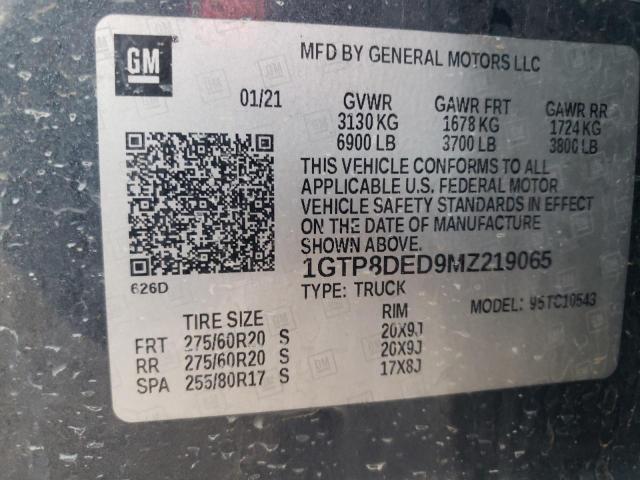 GM
MFD BY GENERAL MOTORS LLC
01/21 GVWR GAWR FRT GAWR RR
3130 KG 1678 KG 1724 KG
6900 LB 3700 LB 3800 LB
THIS VEHICLE CONFORMS TO ALL
APPLICABLE U.S. FEDERAL MOTOR
VEHICLE SAFETY STANDARDS IN EFFECT
ON THE DATE OF MANUFACTURE
SHOWN ABOVE.
626D
1GTP8DED9MZ219065
TYPE: TRUCK
MODEL: 95TC10543
TIRE SIZE RIM
FRT 275/60R20 S 20X9J
RR 275/60R20 S 20X9J
SPA 255/80R17 S 17X8J